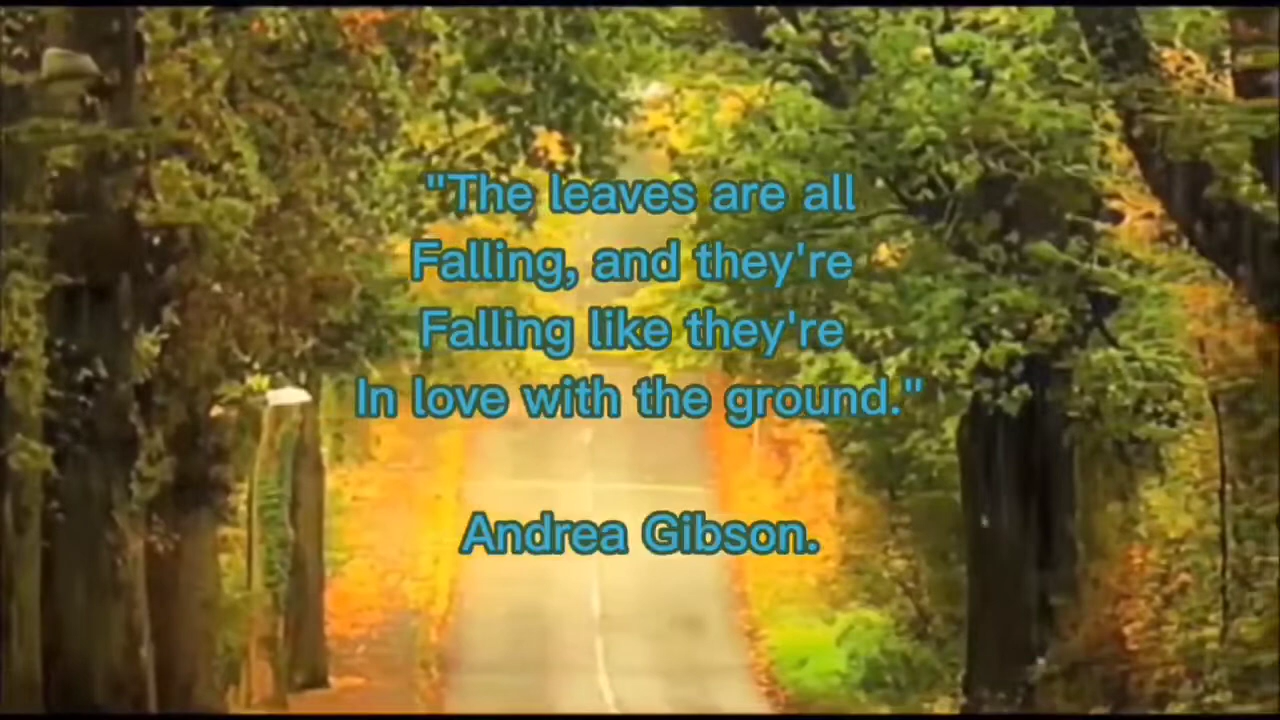 "The leaves are all
Falling, and they're
Falling like they're
In love with the ground."
Andrea Gibson.